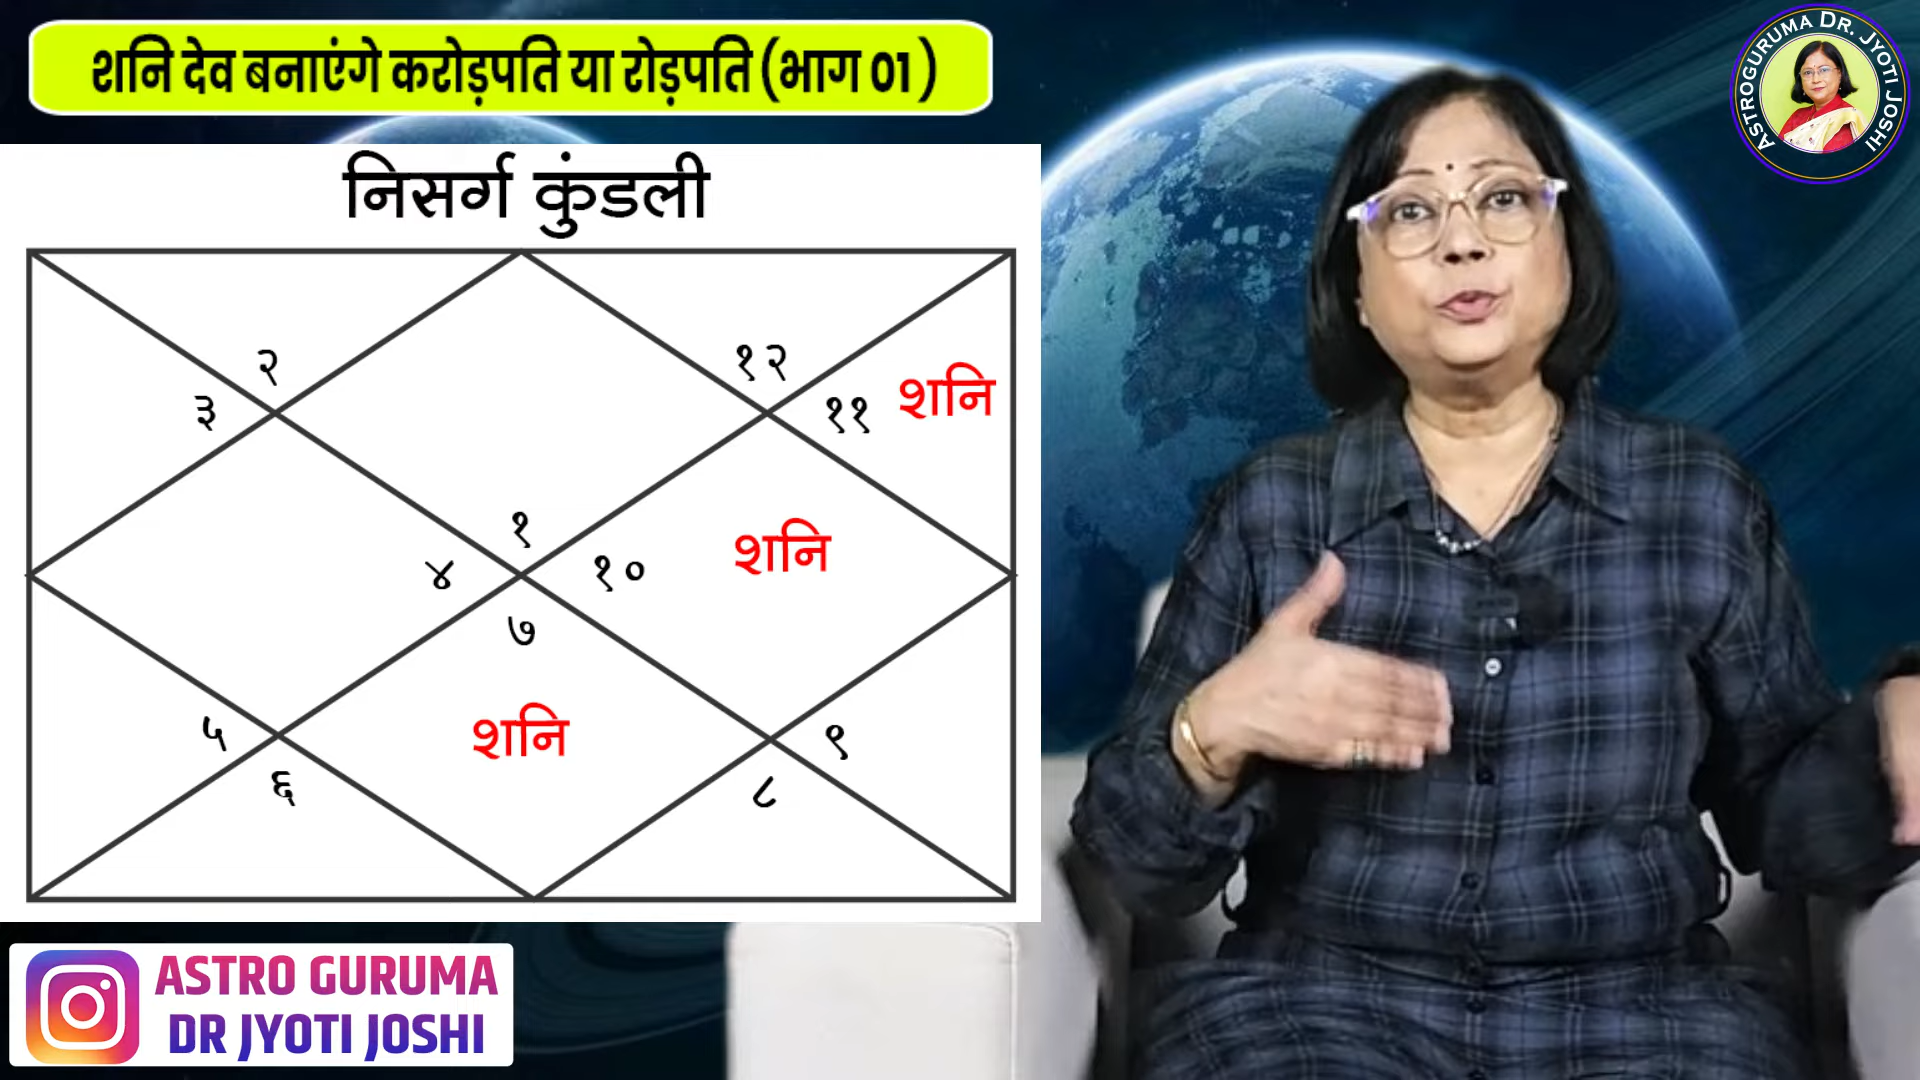 शनि देव बनाएंगे करोड़पति या रोड़पति (भाग 01)
ASTROGURUMA DR. JYOTI JOSHI
निसर्ग कुंडली
२
१२
३
११ शनि
१
शनि
४
१०
७
५
शनि
९
६
८
ASTRO GURUMA
DR JYOTI JOSHI